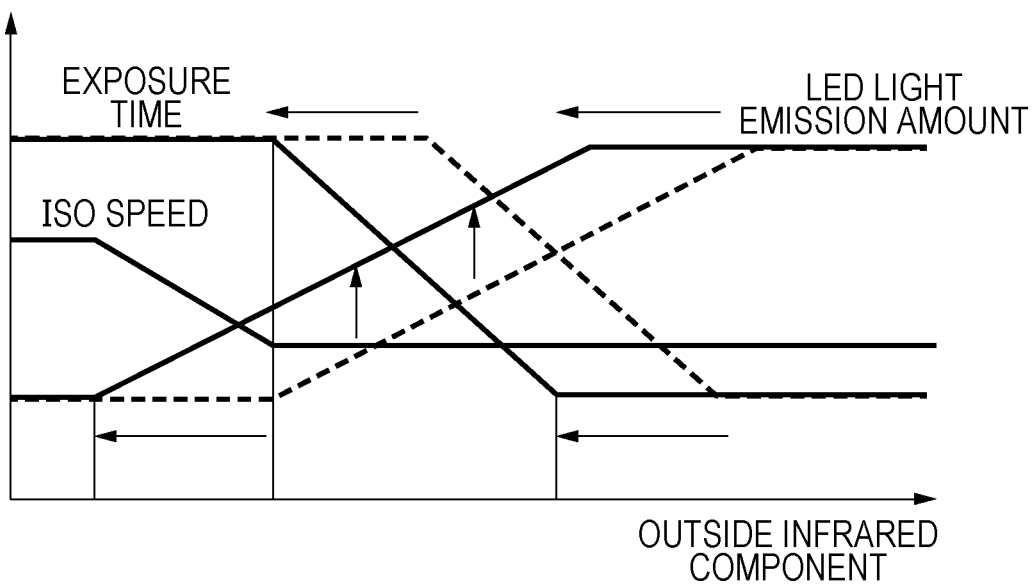 EXPOSURE
TIME
LED LIGHT
EMISSION AMOUNT
ISO SPEED
OUTSIDE INFRARED
COMPONENT